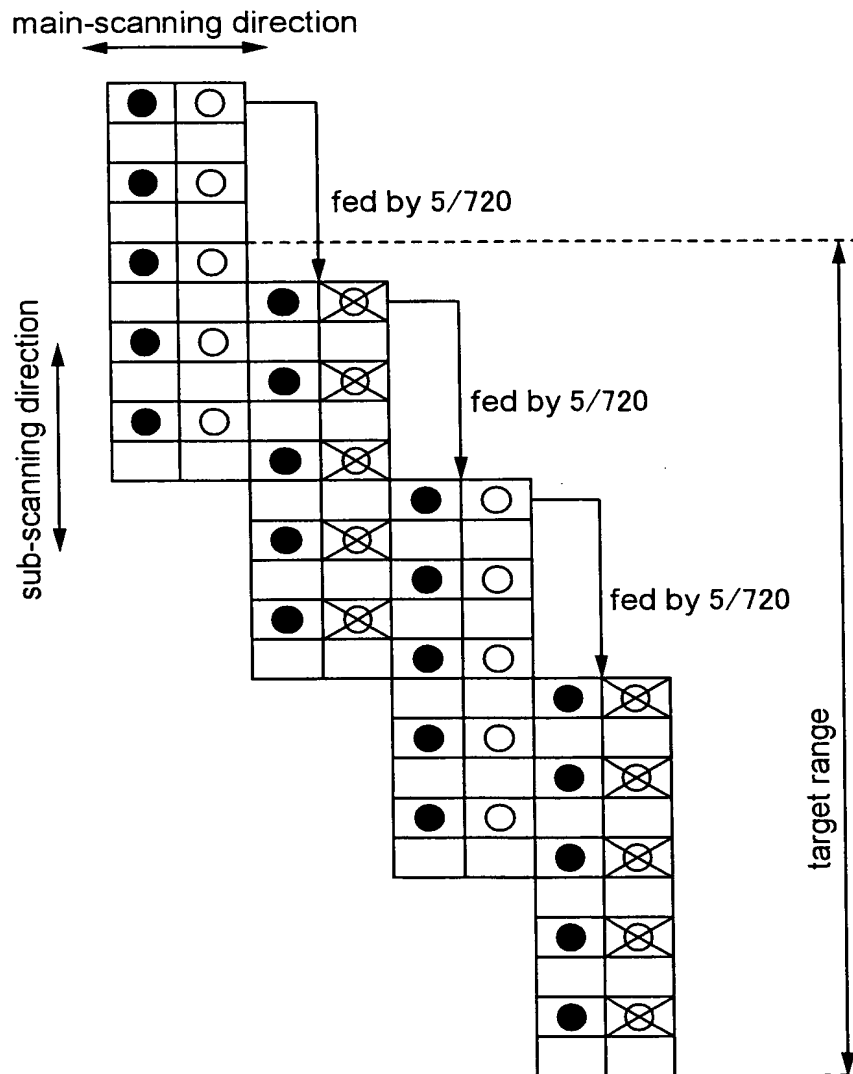 main-scanning direction
fed by 5/720
fed by 5/720
sub-scanning direction
fed by 5/720
target range